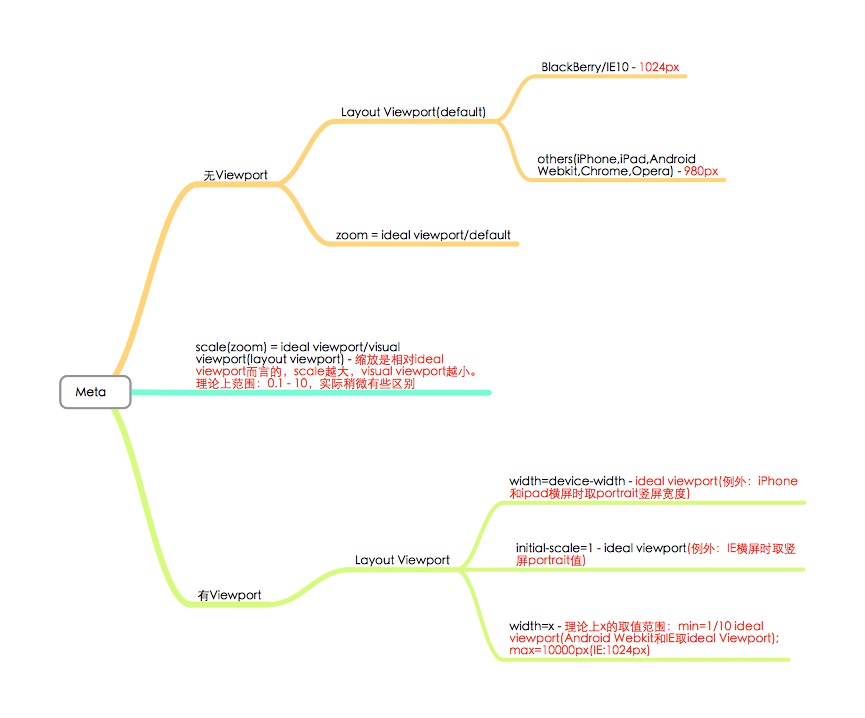 BlackBerry/IE10 - 1024px
Layout Viewport(default)
others(iPhone,iPad,Android
Webkit,Chrome,Opera) - 980px
无Viewport
zoom = ideal viewport/default
scale(zoom) = ideal viewport/visual
viewport(layout viewport) - 缩放是相对ideal
viewport而言的，scale越大，visual viewport越小。
理论上范围：0.1 - 10，实际稍微有些区别
Meta
width=device-width - ideal viewport(例外：iPhone
和ipad横屏时取portrait竖屏宽度)
initial-scale=1 - ideal viewport(例外：IE横屏时取竖
屏portrait值)
Layout Viewport
有Viewport
width=x - 理论上x的取值范围：min=1/10 ideal
viewport(Android Webkit和IE取ideal Viewport);
max=10000px(IE:1024px)